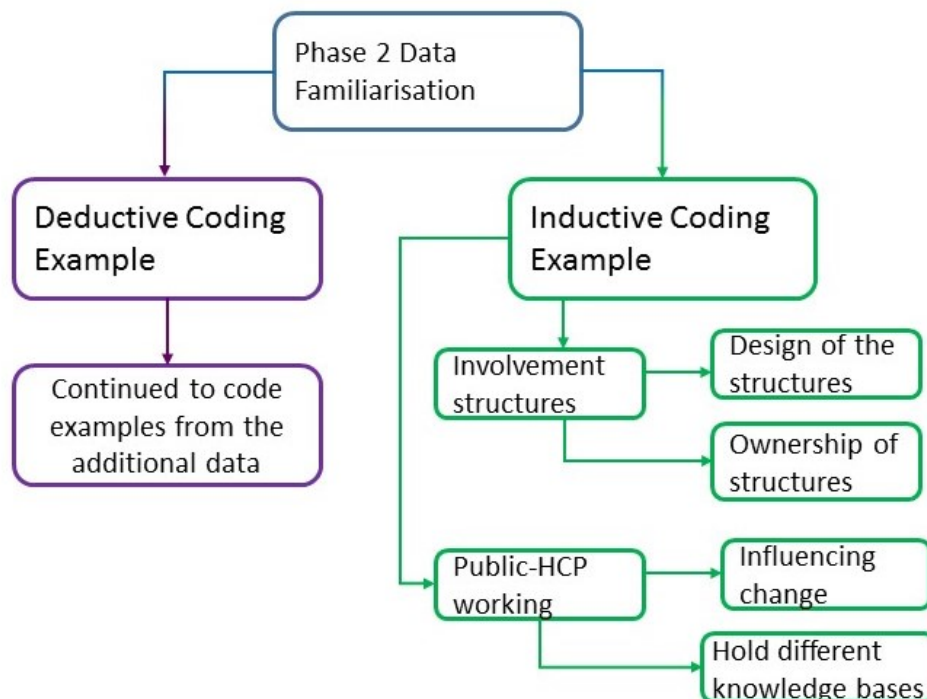 Phase 2 Data
Familiarisation
Deductive Coding
Example
Continued to code
examples from the
additional data
Inductive Coding
Example
Involvement
structures
Design of the
structures
Ownership of
structures
Public-HCP
working
Influencing
change
Hold different
knowledge bases